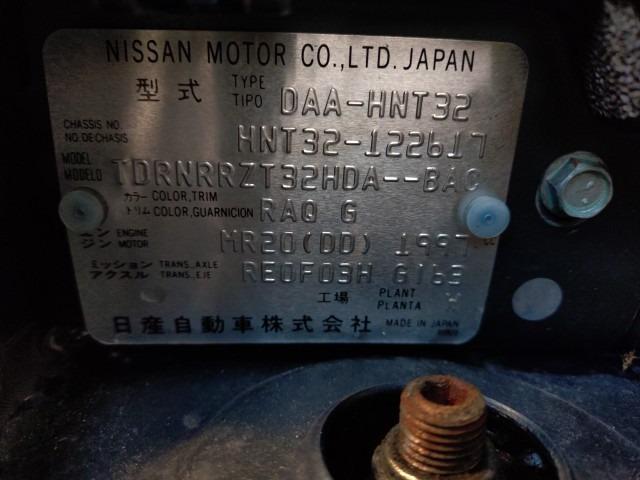 NISSAN MOTOR CO.,LTD. JAPAN
型式 TYPE TIPO DAA-HNT32
CHASSIS NO. NO.DE.CHASIS HNT32-122617
MODEL MODELO TDRNRRZT32HDA--BAC
カラー COLOR,TRIM トリム COLOR,GUARNICION RAQ G
エンジン ENGINE MOTOR MR20(DD) 1997 cc
ミッション TRANS.,AXLE アクスル TRANS.,EJE RE0F03H G163
工場 PLANT PLANTA
日産自動車株式会社 MADE IN JAPAN